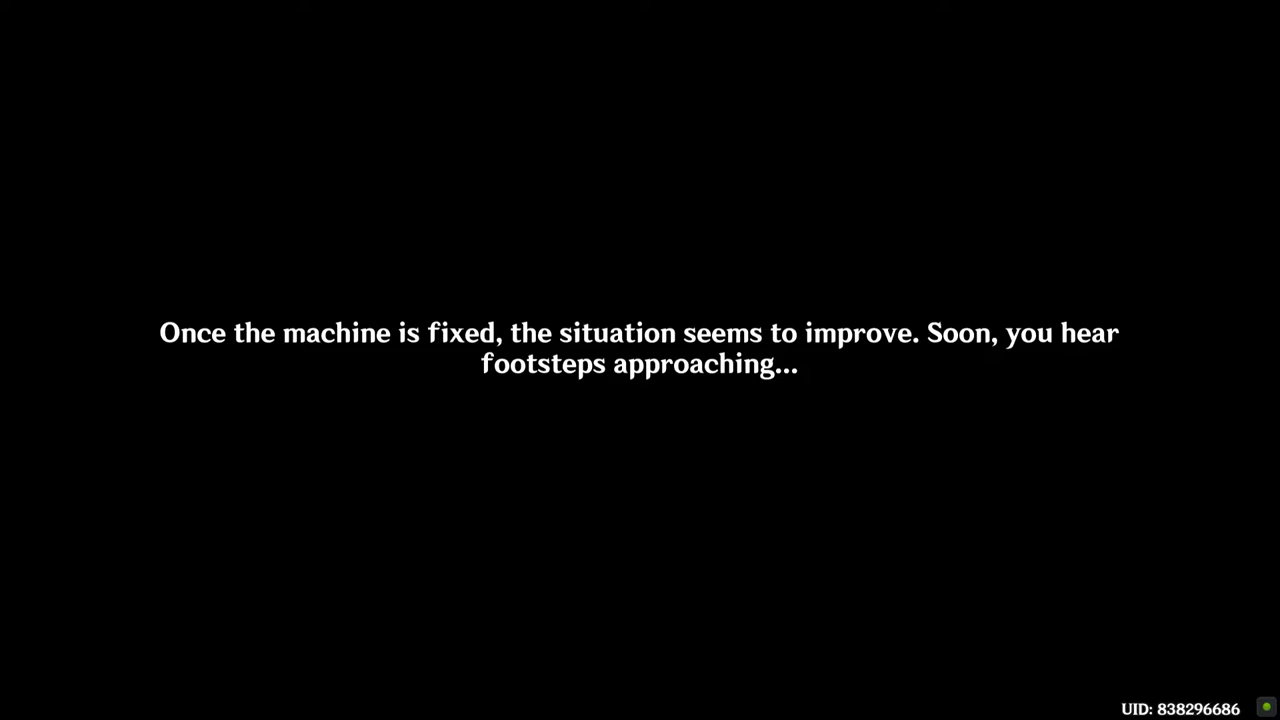 Once the machine is fixed, the situation seems to improve. Soon, you hear
footsteps approaching...
UID: 838296686